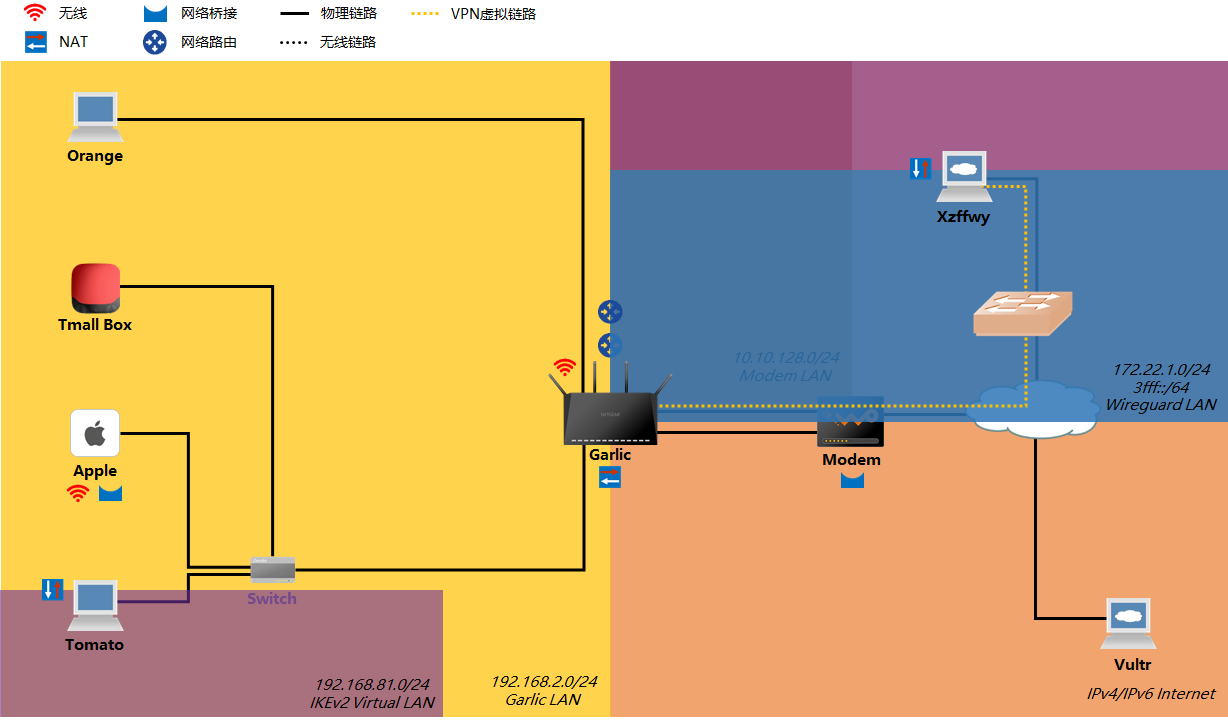 无线
网络桥接
物理链路
VPN虚拟链路
NAT
网络路由
无线链路
Orange
Xzffwy
Tmall Box
10.10.128.0/24
Modem LAN
172.22.1.0/24
3fff::/64
Wireguard LAN
NETGEAR
Garlic
Modem
Apple
Switch
Tomato
Vultr
192.168.81.0/24
IKEv2 Virtual LAN
192.168.2.0/24
Garlic LAN
IPv4/IPv6 Internet